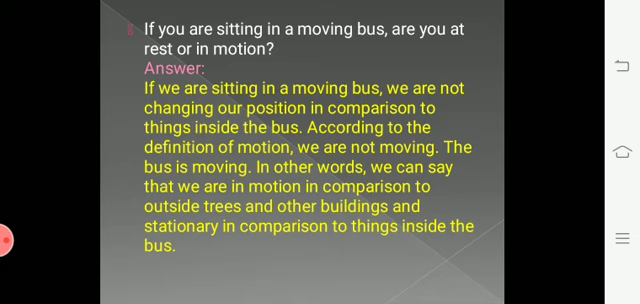 If you are sitting in a moving bus, are you at
rest or in motion?
Answer:
If we are sitting in a moving bus, we are not
changing our position in comparison to
things inside the bus. According to the
definition of motion, we are not moving. The
bus is moving. In other words, we can say
that we are in motion in comparison to
outside trees and other buildings and
stationary in comparison to things inside the
bus.